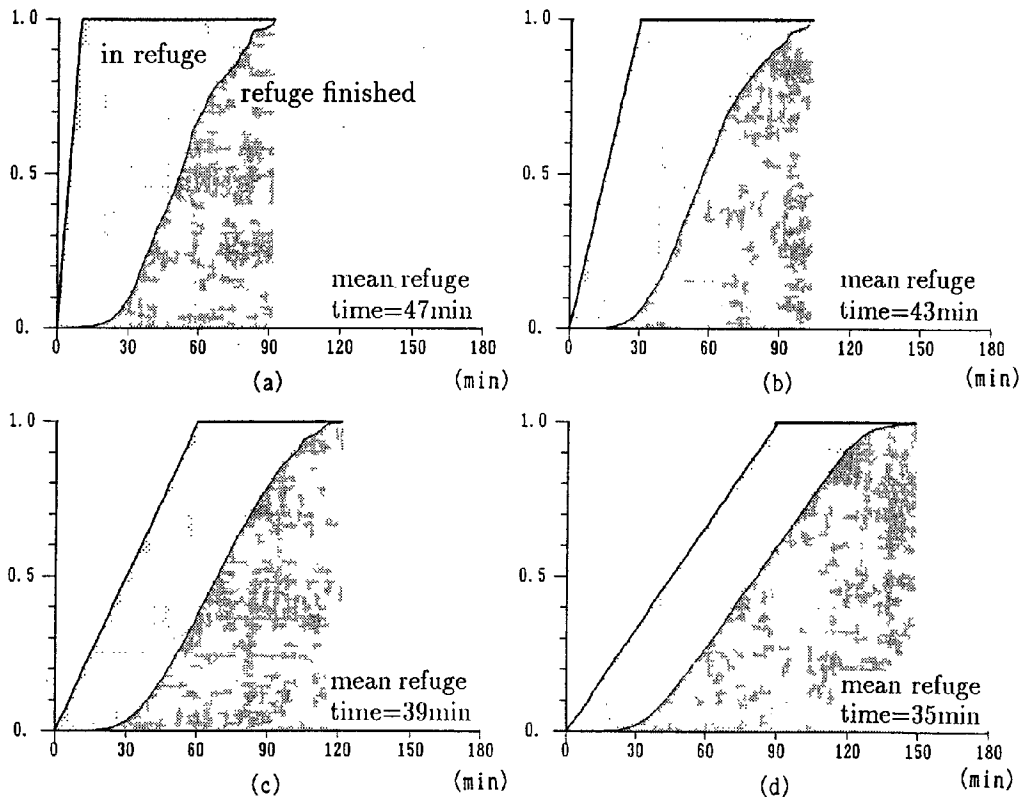 1.0
in refuge
refuge finished
0.5
mean refuge
time=47min
0.
0 30 60 90 120 150 180
(a) (min)
1.0
0.5
mean refuge
time=43min
0.
0 30 60 90 120 150 180
(b) (min)
1.0
0.5
mean refuge
time=39min
0.
0 30 60 90 120 150 180
(c) (min)
1.0
0.5
mean refuge
time=35min
0.
0 30 60 90 120 150 180
(d) (min)